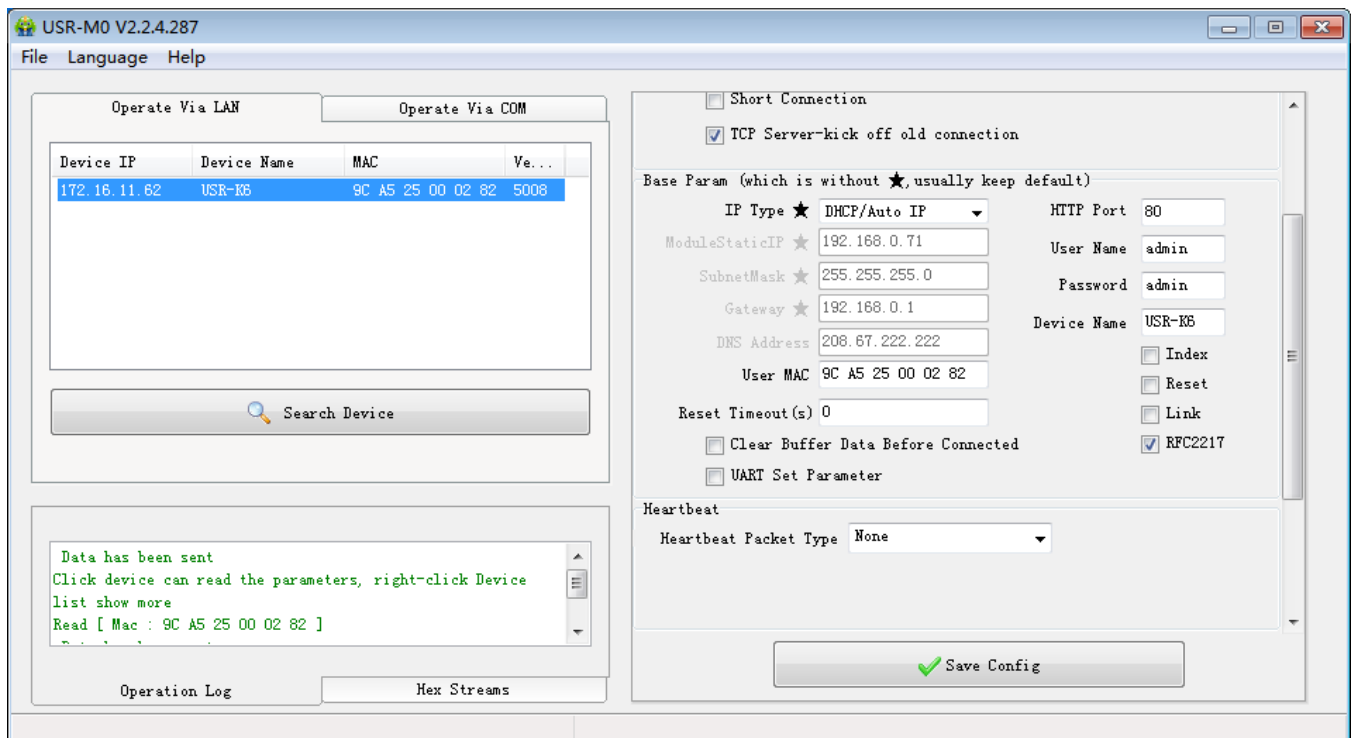 USR-M0 V2.2.4.287
File Language Help
Operate Via LAN Operate Via COM
Device IP Device Name MAC Ve...
172.16.11.62 USR-K6 9C A5 25 00 02 82 5008
Search Device
Data has been sent
Click device can read the parameters, right-click Device
list show more
Read [ Mac : 9C A5 25 00 02 82 ]
Operation Log Hex Streams
Short Connection
TCP Server-kick off old connection
Base Param (which is without ★,usually keep default)
IP Type ★ DHCP/Auto IP HTTP Port 80
ModuleStaticIP ★ 192.168.0.71
User Name admin
SubnetMask ★ 255.255.255.0
Password admin
Gateway ★ 192.168.0.1
Device Name USR-K6
DNS Address 208.67.222.222
Index
User MAC 9C A5 25 00 02 82
Reset
Reset Timeout(s) 0 Link
Clear Buffer Data Before Connected RFC2217
UART Set Parameter
Heartbeat
Heartbeat Packet Type None
Save Config